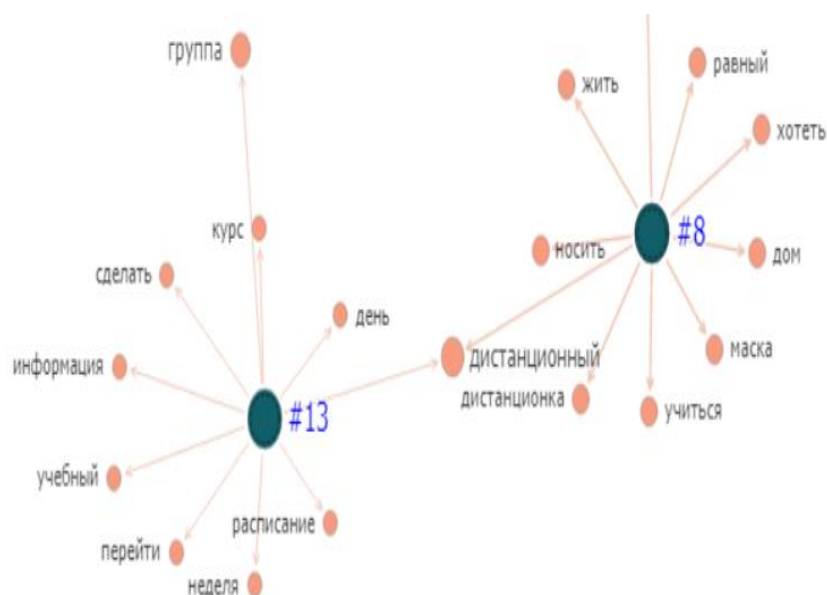 группа
жить
равный
хотеть
курс
#8
носить
дом
сделать
день
маска
дистанционный
информация
дистанционка
учиться
#13
учебный
расписание
перейти
неделя